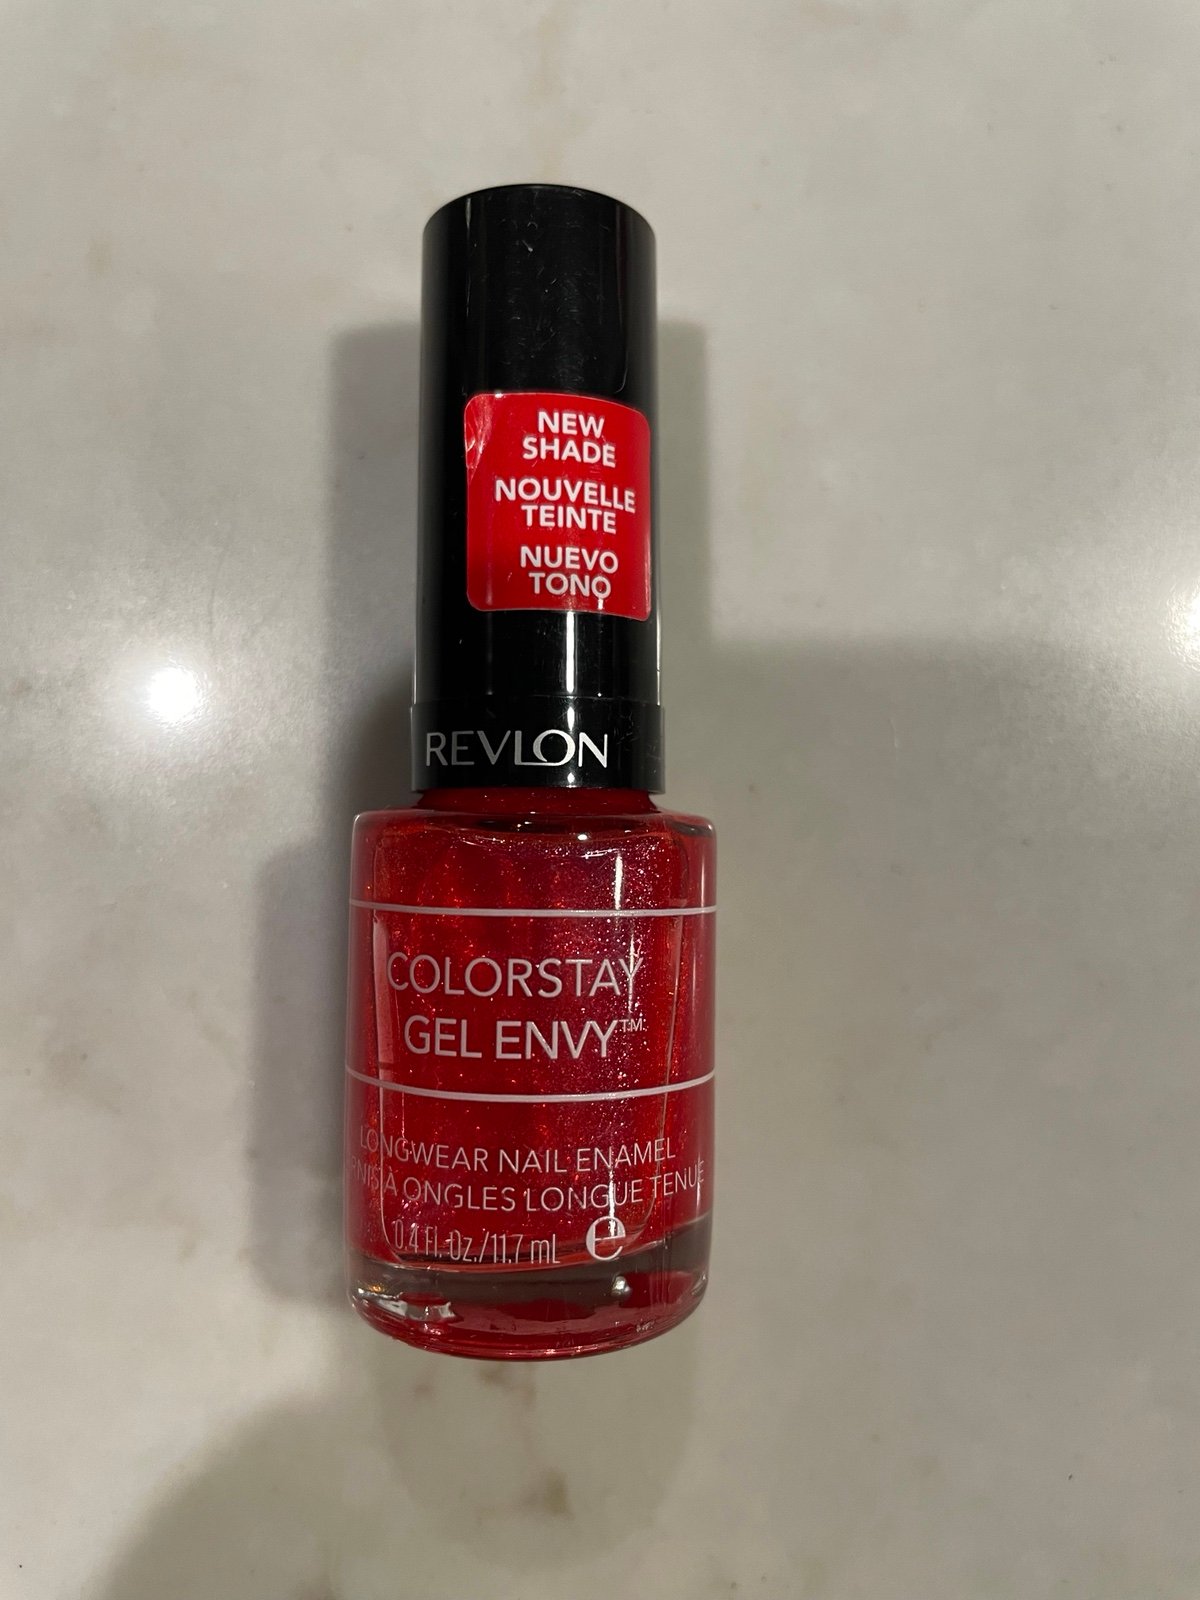 NEW
SHADE
NOUVELLE
TEINTE
NUEVO
TONO
REVLON
COLORSTAY
GEL ENVY™
LONGWEAR NAIL ENAMEL
À ONGLES LONGUE TENUE
0.4 Fl. Oz./11.7 mL ℮